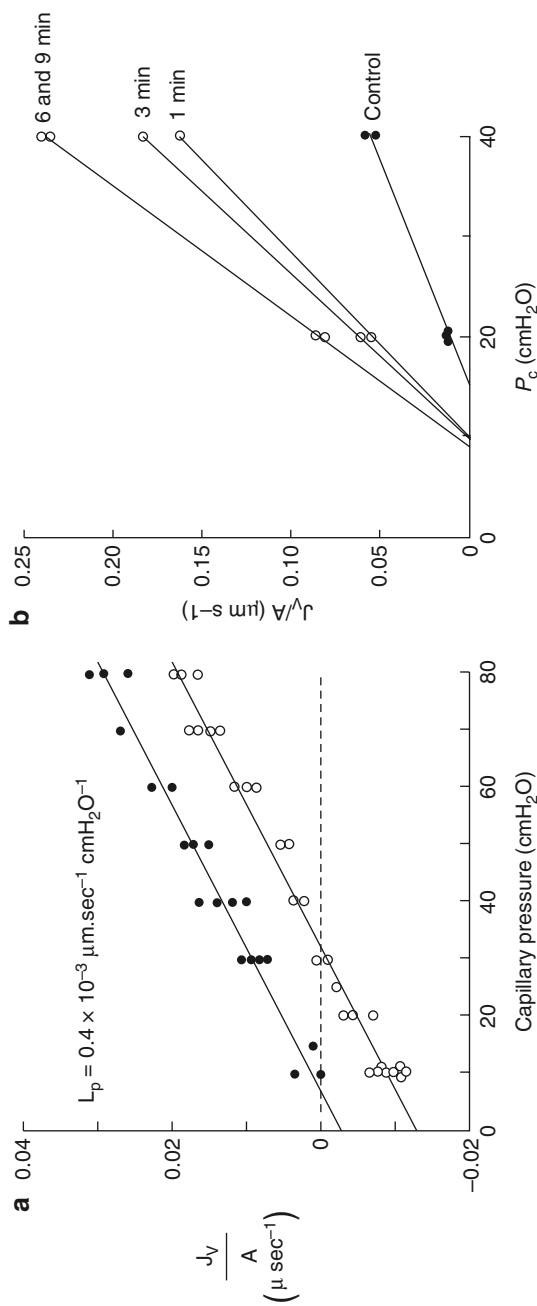 a
J_V
A
(μ sec⁻¹)
0.04
0.02
0
−0.02
L_p = 0.4 × 10⁻³ μm.sec⁻¹ cmH₂O⁻¹
0 20 40 60 80
Capillary pressure (cmH₂O)
b
J_v/A (μm s−1)
0.25
0.20
0.15
0.10
0.05
0
6 and 9 min
3 min
1 min
Control
0 20 40
P_c (cmH₂O)